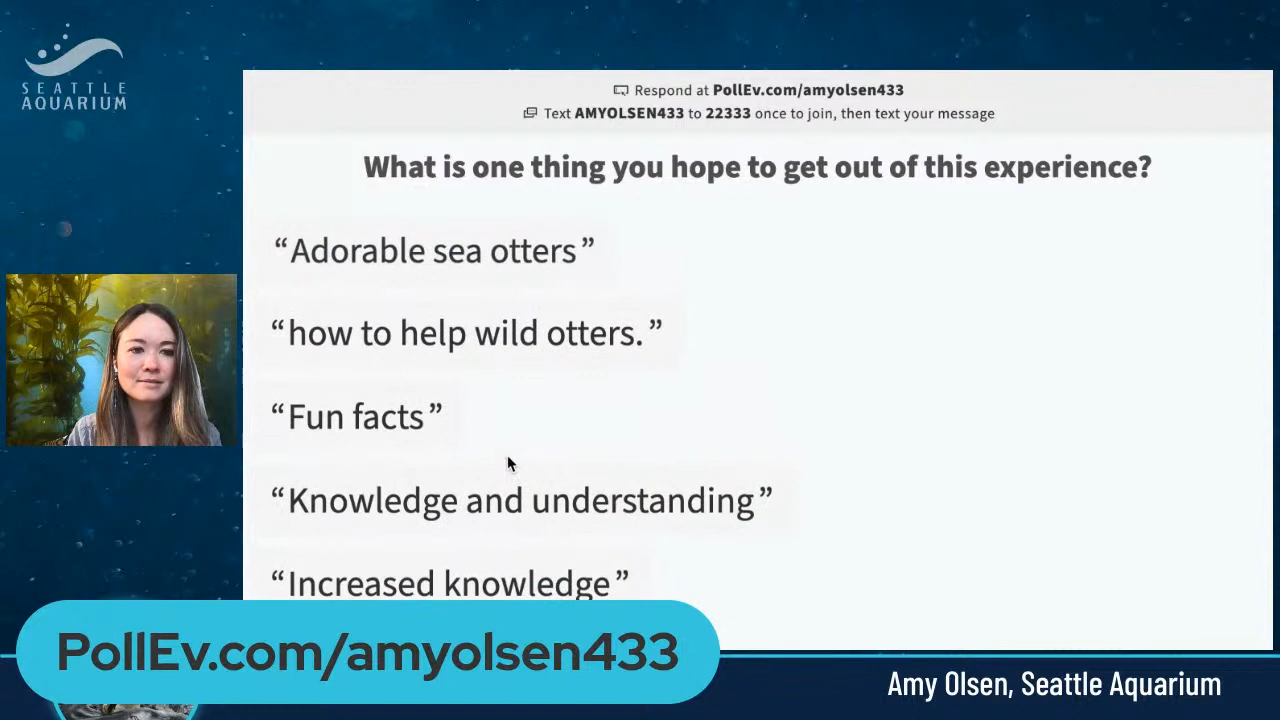 SEATTLE
AQUARIUM
Respond at PollEv.com/amyolsen433
Text AMYOLSEN433 to 22333 once to join, then text your message
What is one thing you hope to get out of this experience?
“Adorable sea otters”
“how to help wild otters.”
“Fun facts”
“Knowledge and understanding”
“Increased knowledge”
PollEv.com/amyolsen433
Amy Olsen, Seattle Aquarium